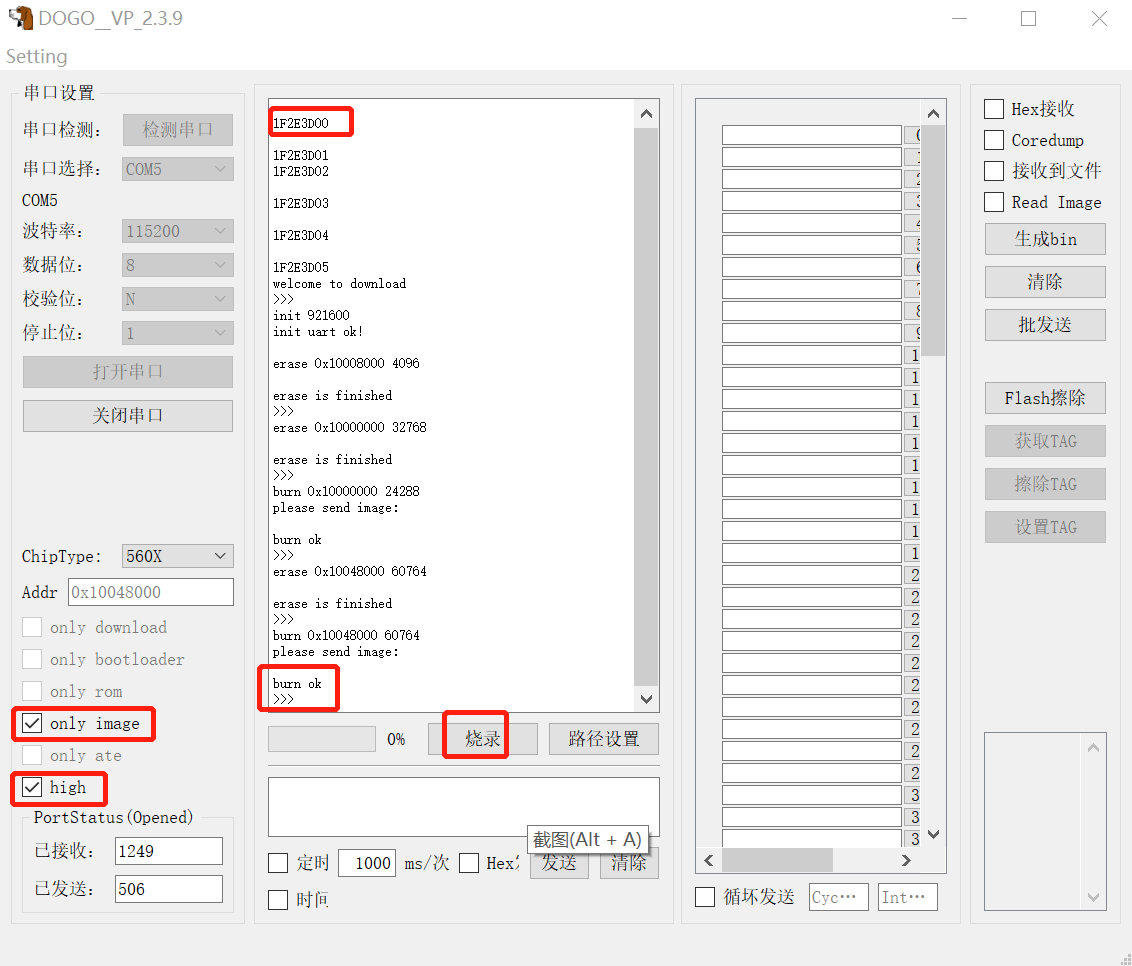 DOGO__VP_2.3.9
Setting
串口设置
串口检测:
检测串口
串口选择:
COM5
COM5
波特率:
115200
数据位:
8
校验位:
N
停止位:
1
打开串口
关闭串口
ChipType:
560X
Addr
0x10048000
only download
only bootloader
only rom
only image
only ate
high
PortStatus(Opened)
已接收:
1249
已发送:
506
1F2E3D00
1F2E3D01
1F2E3D02
1F2E3D03
1F2E3D04
1F2E3D05
welcome to download
>>>
init 921600
init uart ok!
erase 0x10008000 4096
erase is finished
>>>
erase 0x10000000 32768
erase is finished
>>>
burn 0x10000000 24288
please send image:
burn ok
>>>
erase 0x10048000 60764
erase is finished
>>>
burn 0x10048000 60764
please send image:
burn ok
>>>
0%
烧录
路径设置
截图(Alt + A)
定时
1000
ms/次
Hex
发送
清除
时间
0
1
2
3
4
5
6
7
8
9
1
1
1
1
1
1
1
1
1
1
2
2
2
2
2
2
2
2
2
2
3
3
3
循环发送
Cyc…
Int…
Hex接收
Coredump
接收到文件
Read Image
生成bin
清除
批发送
Flash擦除
获取TAG
擦除TAG
设置TAG